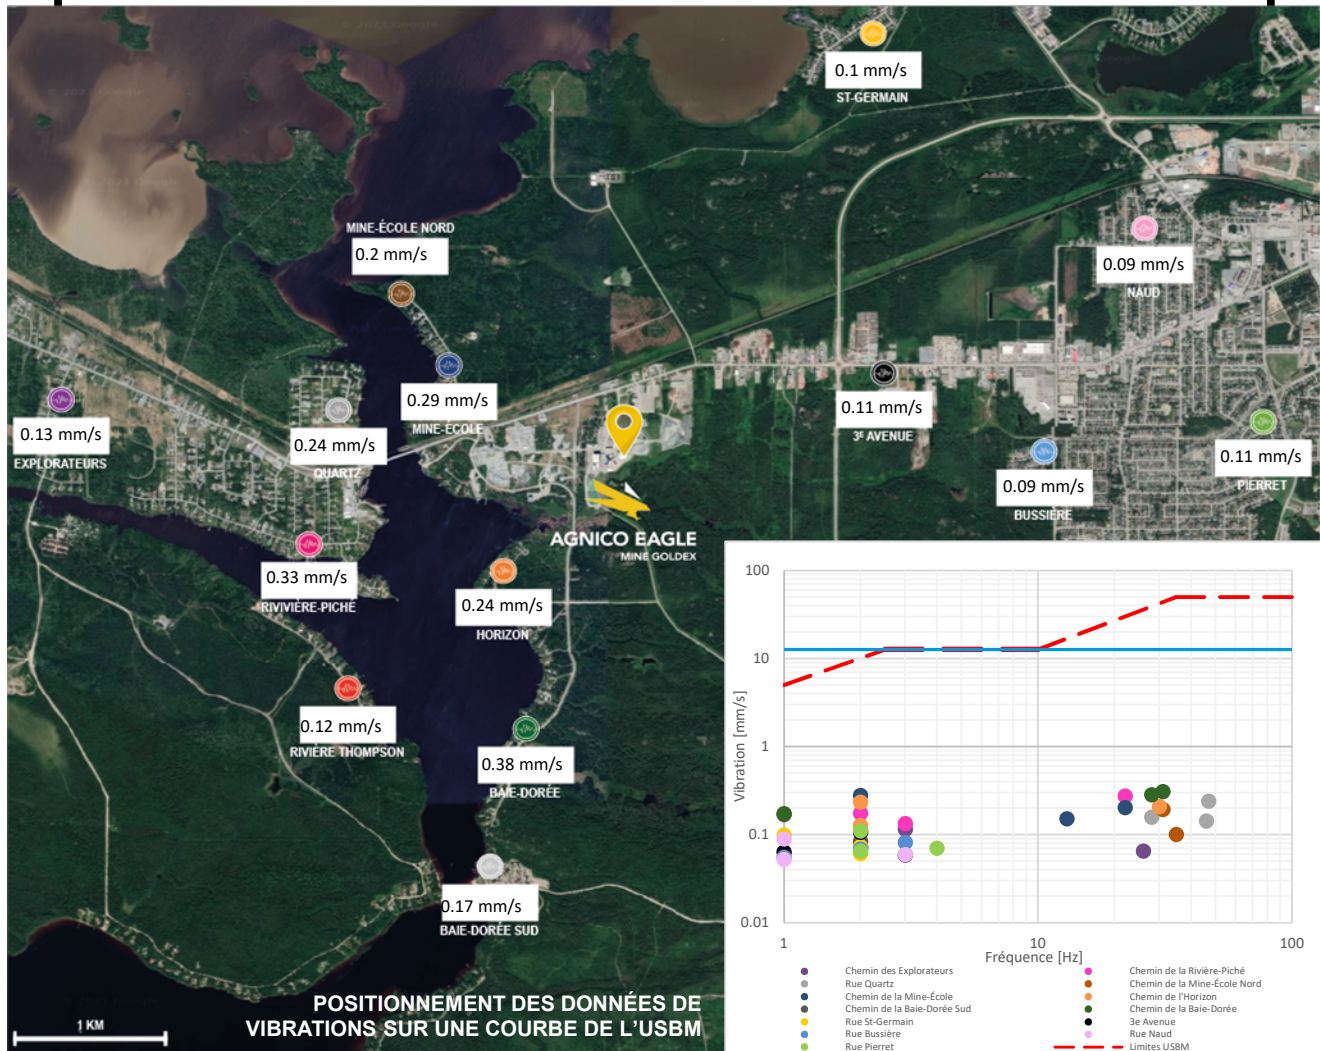 © 2023 Google
0.1 mm/s
ST-GERMAIN
MINE-ÉCOLE NORD
0.2 mm/s
0.09 mm/s
NAUD
0.29 mm/s
MINE-ÉCOLE
0.13 mm/s
EXPLORATEURS
0.24 mm/s
QUARTZ
0.11 mm/s
3E AVENUE
0.11 mm/s
PIERRET
0.09 mm/s
BUSSIÈRE
AGNICO EAGLE
MINE GOLDEX
0.33 mm/s
RIVIVIÈRE-PICHÉ
0.24 mm/s
HORIZON
0.12 mm/s
RIVIÈRE THOMPSON
0.38 mm/s
BAIE-DORÉE
0.17 mm/s
BAIE-DORÉE SUD
POSITIONNEMENT DES DONNÉES DE
VIBRATIONS SUR UNE COURBE DE L'USBM
1 KM
100
10
1
0.1
0.01
Vibration [mm/s]
1
10
100
Fréquence [Hz]
Chemin des Explorateurs
Chemin de la Rivière-Piché
Rue Quartz
Chemin de la Mine-École Nord
Chemin de la Mine-École
Chemin de l'Horizon
Chemin de la Baie-Dorée Sud
Chemin de la Baie-Dorée
Rue St-Germain
3e Avenue
Rue Bussière
Rue Naud
Rue Pierret
Limites USBM